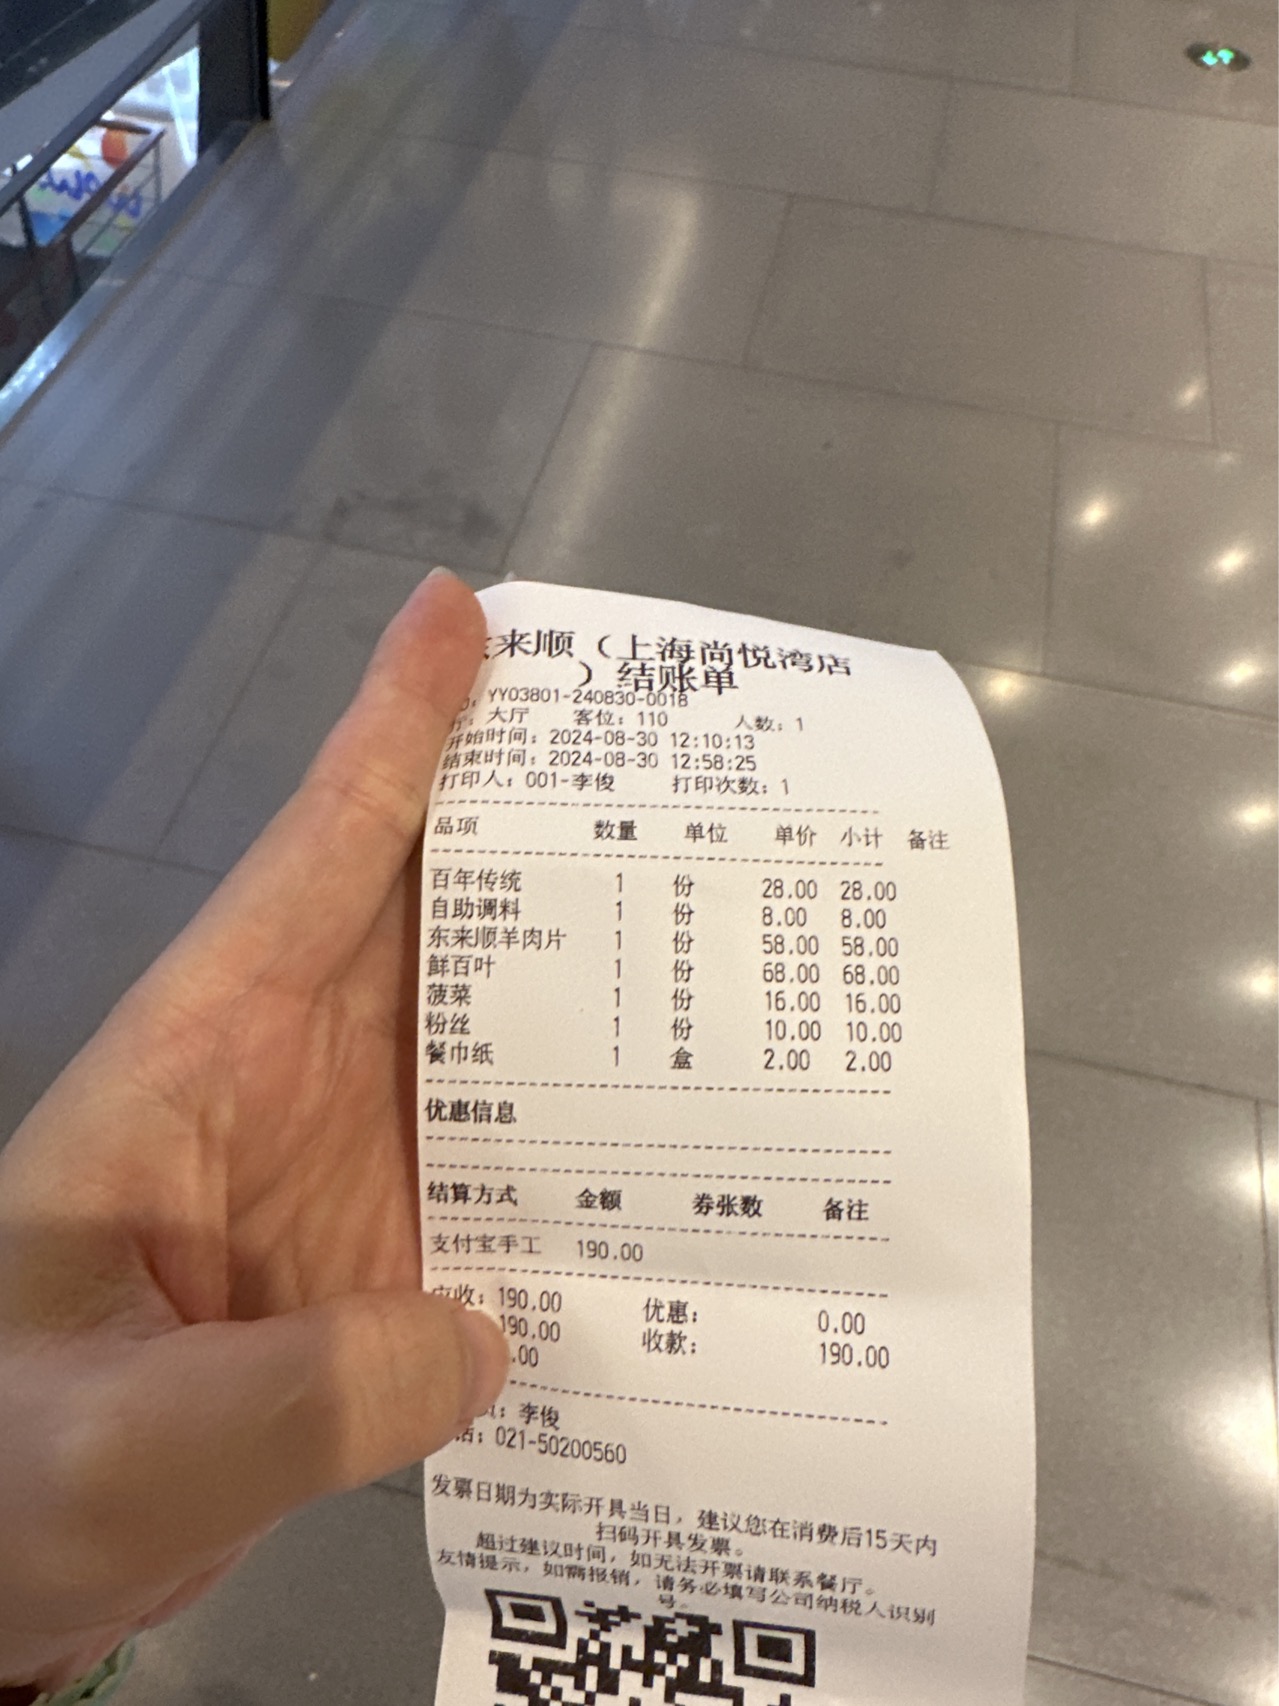 来顺（上海尚悦湾店
）结账单
YY03801-240830-0018
大厅 客位：110 人数：1
开始时间：2024-08-30 12:10:13
结束时间：2024-08-30 12:58:25
打印人：001-李俊 打印次数：1
品项 数量 单位 单价 小计 备注
百年传统 1 份 28.00 28.00
自助调料 1 份 8.00 8.00
东来顺羊肉片 1 份 58.00 58.00
鲜百叶 1 份 68.00 68.00
菠菜 1 份 16.00 16.00
粉丝 1 份 10.00 10.00
餐巾纸 1 盒 2.00 2.00
优惠信息
结算方式 金额 券张数 备注
支付宝手工 190.00
应收：190.00 优惠： 0.00
190.00 收款： 190.00
.00
李俊
021-50200560
发票日期为实际开具当日，建议您在消费后15天内
扫码开具发票。
超过建议时间，如无法开票请联系餐厅。
友情提示，如需报销，请务必填写公司纳税人识别
号。